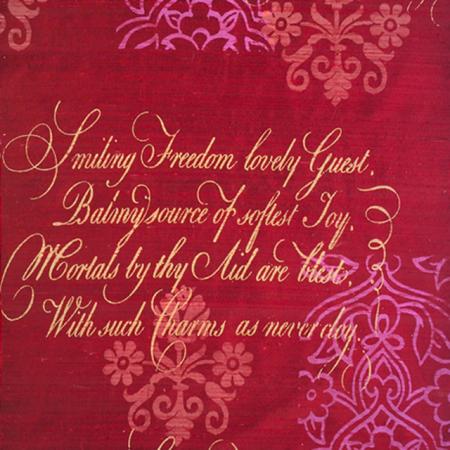 Smiling Freedom lovely Guest.
Balmy source of softest Joy.
Mortals by thy Aid are blest,
With such Charms as never cloy.